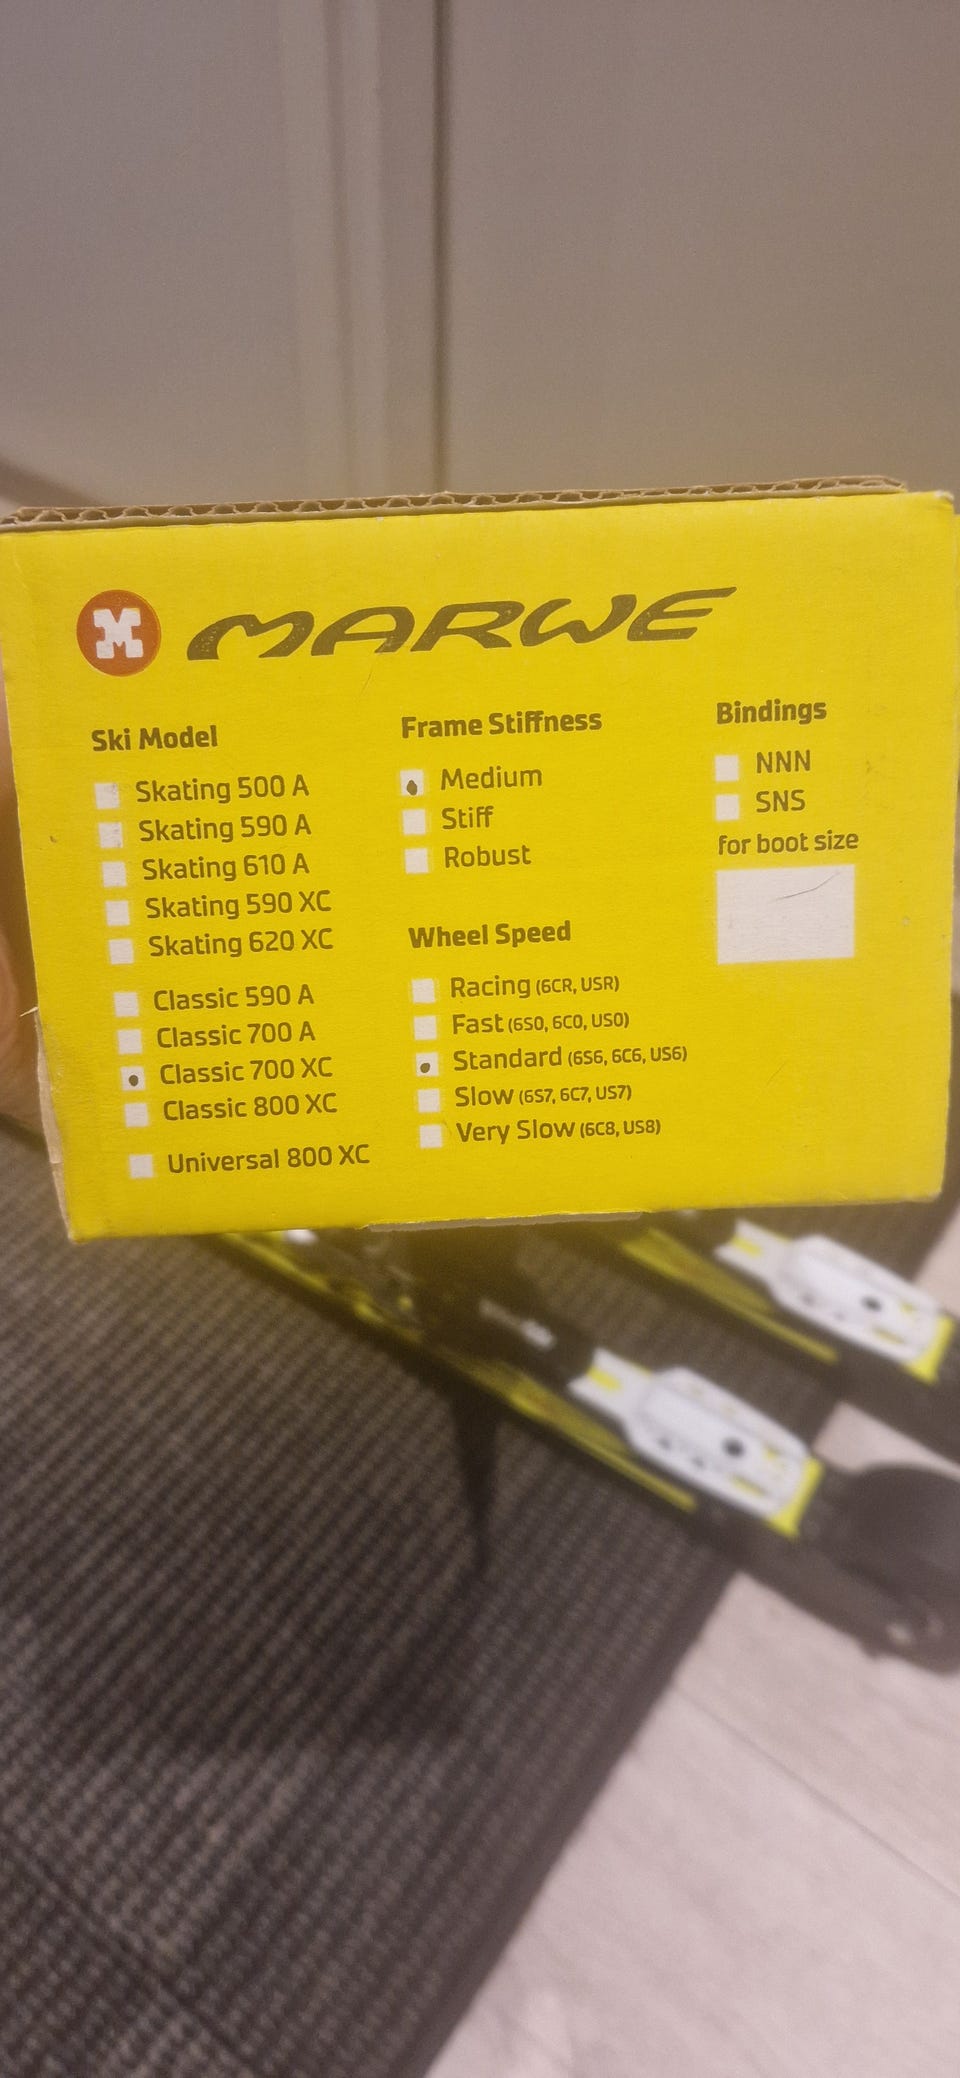 M MARWE
Ski Model
Skating 500 A
Skating 590 A
Skating 610 A
Skating 590 XC
Skating 620 XC
Classic 590 A
Classic 700 A
Classic 700 XC
Classic 800 XC
Universal 800 XC
Frame Stiffness
Medium
Stiff
Robust
Wheel Speed
Racing (6CR, USR)
Fast (6S0, 6C0, US0)
Standard (6S6, 6C6, US6)
Slow (6S7, 6C7, US7)
Very Slow (6C8, US8)
Bindings
NNN
SNS
for boot size